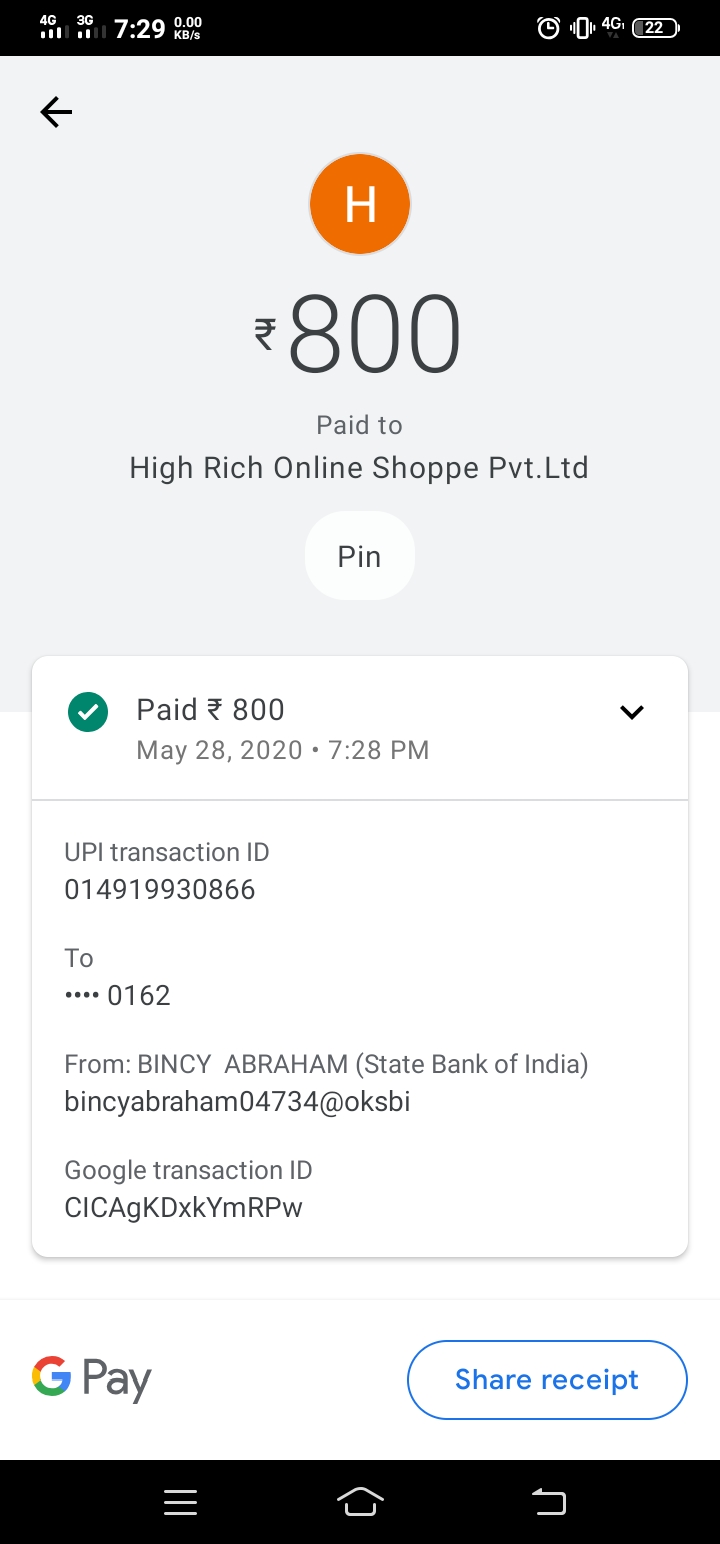 4G 3G 7:29 0.00 KB/s 4G 22
H
₹800
Paid to
High Rich Online Shoppe Pvt.Ltd
Pin
Paid ₹ 800
May 28, 2020 • 7:28 PM
UPI transaction ID
014919930866
To
•••• 0162
From: BINCY  ABRAHAM (State Bank of India)
bincyabraham04734@oksbi
Google transaction ID
CICAgKDxkYmRPw
G Pay
Share receipt